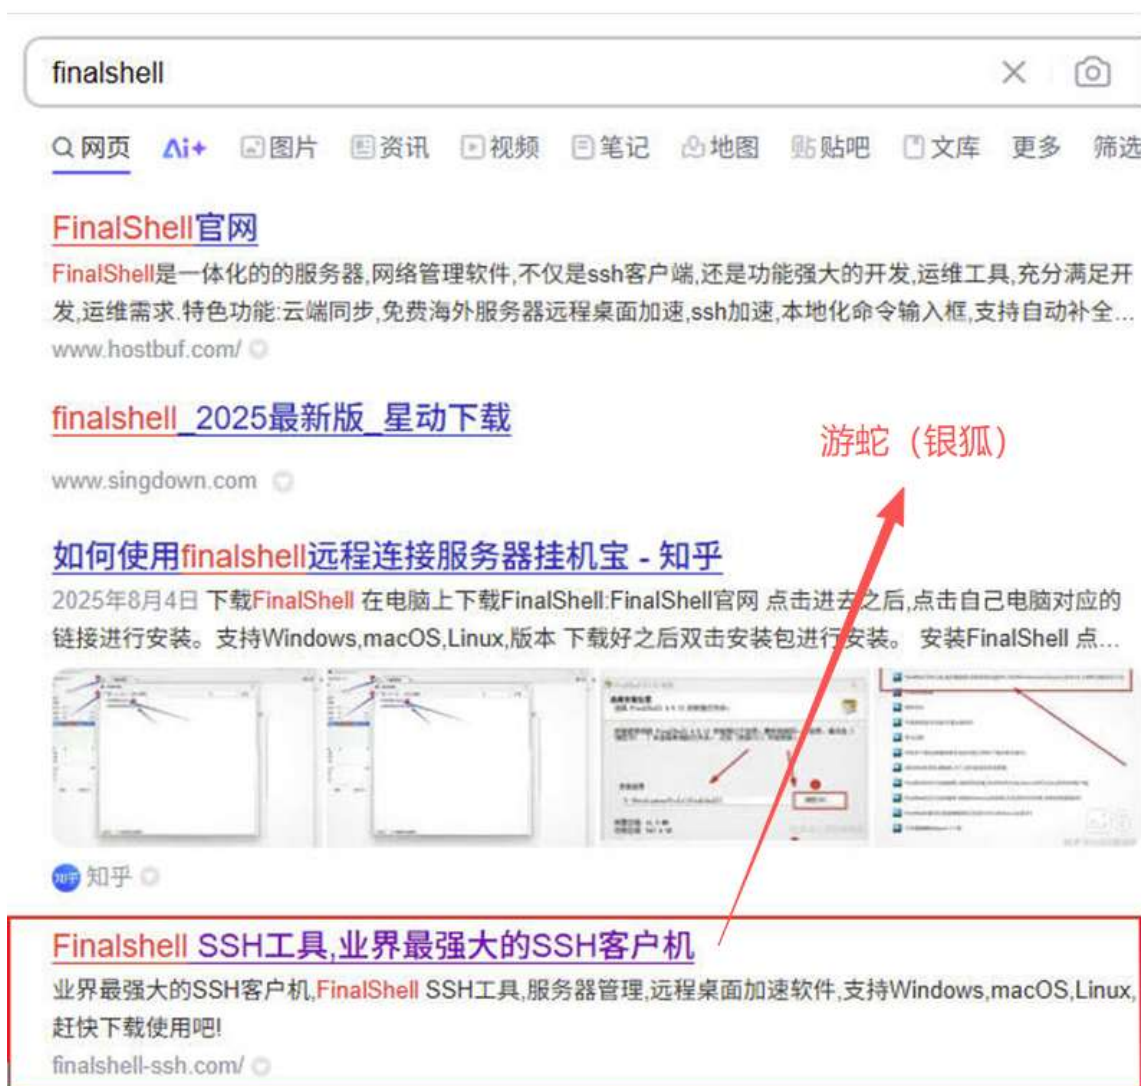 finalshell
网页 Ai+ 图片 资讯 视频 笔记 地图 贴吧 文库 更多 筛选
FinalShell官网
FinalShell是一体化的的服务器,网络管理软件,不仅是ssh客户端,还是功能强大的开发,运维工具,充分满足开
发,运维需求.特色功能:云端同步,免费海外服务器远程桌面加速,ssh加速,本地化命令输入框,支持自动补全...
www.hostbuf.com/
finalshell_2025最新版_星动下载
游蛇（银狐）
www.singdown.com
如何使用finalshell远程连接服务器挂机宝 - 知乎
2025年8月4日 下载FinalShell 在电脑上下载FinalShell:FinalShell官网 点击进去之后,点击自己电脑对应的
链接进行安装。支持Windows,macOS,Linux,版本 下载好之后双击安装包进行安装。 安装FinalShell 点...
知乎 知乎
Finalshell SSH工具,业界最强大的SSH客户机
业界最强大的SSH客户机,FinalShell SSH工具,服务器管理,远程桌面加速软件,支持Windows,macOS,Linux,
赶快下载使用吧!
finalshell-ssh.com/